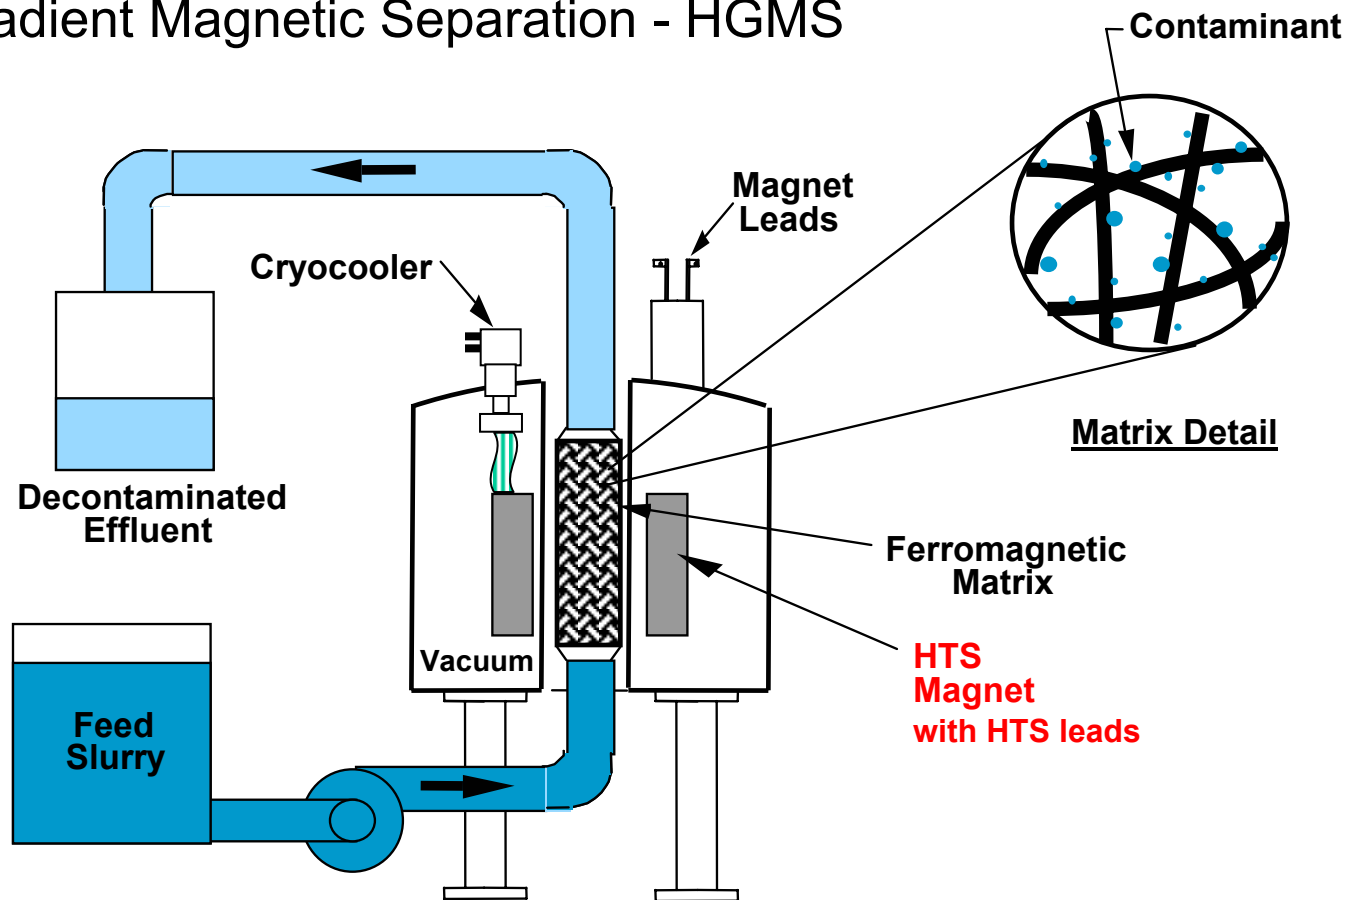 adient Magnetic Separation - HGMS
Contaminant
Magnet
Leads
Cryocooler
Matrix Detail
Decontaminated
Effluent
Ferromagnetic
Matrix
Vacuum
HTS
Magnet
with HTS leads
Feed
Slurry